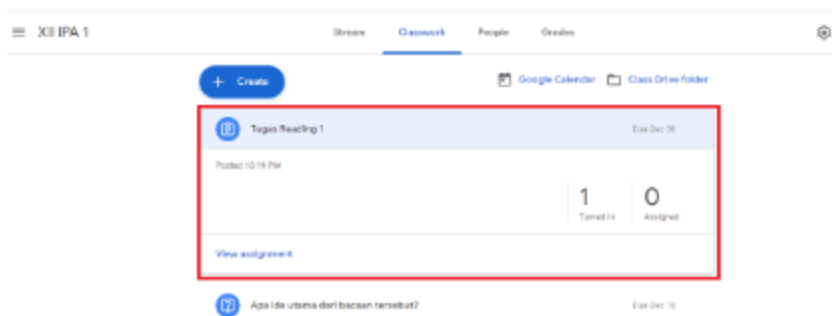 XII IPA 1 Stream Classwork People Grades
+ Create Google Calendar Class Drive folder
Tugas Reading 1 Due Dec 30
Posted 10:19 PM
1 0
Turned in Assigned
View assignment
Apa ide utama dari bacaan tersebut? Due Dec 16